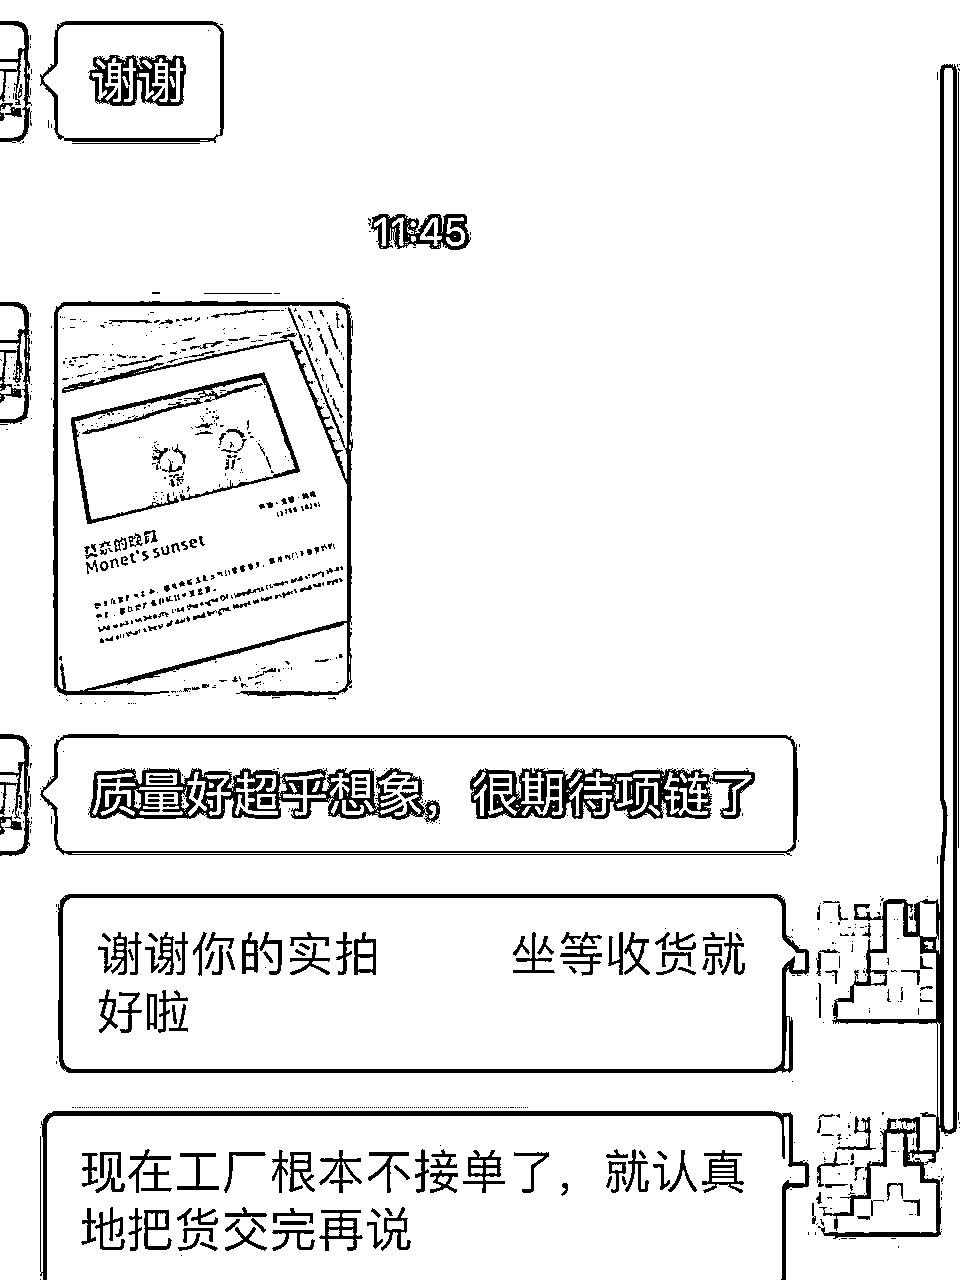 谢谢
11:45
莫奈的晚霞
Monet's sunset
质量好超乎想象，很期待项链了
谢谢你的实拍 坐等收货就
好啦
现在工厂根本不接单了，就认真
地把货交完再说